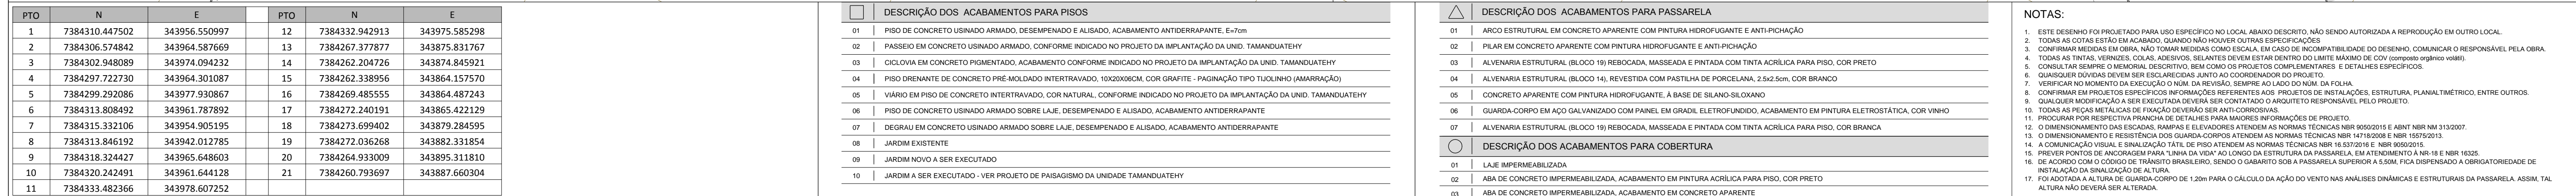 PTO N E PTO N E
1 7384310.447502 343956.550997 12 7384332.942913 343975.585298
2 7384306.574842 343964.587669 13 7384267.377877 343875.831767
3 7384302.948089 343974.094232 14 7384262.204726 343874.845921
4 7384297.722730 343964.301087 15 7384262.338956 343864.157570
5 7384299.292086 343977.930867 16 7384269.485555 343864.487243
6 7384313.808492 343961.787892 17 7384272.240191 343865.422129
7 7384315.332106 343954.905195 18 7384273.699402 343879.284595
8 7384313.846192 343942.012785 19 7384272.036268 343882.331854
9 7384318.324427 343965.648603 20 7384264.933009 343895.311810
10 7384320.242491 343961.644128 21 7384260.793697 343887.660304
11 7384333.482366 343978.607252
DESCRIÇÃO DOS ACABAMENTOS PARA PISOS
01 PISO DE CONCRETO USINADO ARMADO, DESEMPENADO E ALISADO, ACABAMENTO ANTIDERRAPANTE, E=7cm
02 PASSEIO EM CONCRETO USINADO ARMADO, CONFORME INDICADO NO PROJETO DA IMPLANTAÇÃO DA UNID. TAMANDUATEHY
03 CICLOVIA EM CONCRETO PIGMENTADO, ACABAMENTO CONFORME INDICADO NO PROJETO DA IMPLANTAÇÃO DA UNID. TAMANDUATEHY
04 PISO DRENANTE DE CONCRETO PRÉ-MOLDADO INTERTRAVADO, 10X20X06CM, COR GRAFITE - PAGINAÇÃO TIPO TIJOLINHO (AMARRAÇÃO)
05 VIÁRIO EM PISO DE CONCRETO INTERTRAVADO, COR NATURAL, CONFORME INDICADO NO PROJETO DA IMPLANTAÇÃO DA UNID. TAMANDUATEHY
06 PISO DE CONCRETO USINADO ARMADO SOBRE LAJE, DESEMPENADO E ALISADO, ACABAMENTO ANTIDERRAPANTE
07 DEGRAU EM CONCRETO USINADO ARMADO SOBRE LAJE, DESEMPENADO E ALISADO, ACABAMENTO ANTIDERRAPANTE
08 JARDIM EXISTENTE
09 JARDIM NOVO A SER EXECUTADO
10 JARDIM A SER EXECUTADO - VER PROJETO DE PAISAGISMO DA UNIDADE TAMANDUATEHY
DESCRIÇÃO DOS ACABAMENTOS PARA PASSARELA
01 ARCO ESTRUTURAL EM CONCRETO APARENTE COM PINTURA HIDROFUGANTE E ANTI-PICHAÇÃO
02 PILAR EM CONCRETO APARENTE COM PINTURA HIDROFUGANTE E ANTI-PICHAÇÃO
03 ALVENARIA ESTRUTURAL (BLOCO 19) REBOCADA, MASSEADA E PINTADA COM TINTA ACRÍLICA PARA PISO, COR PRETO
04 ALVENARIA ESTRUTURAL (BLOCO 14), REVESTIDA COM PASTILHA DE PORCELANA, 2.5x2.5cm, COR BRANCO
05 CONCRETO APARENTE COM PINTURA HIDROFUGANTE, À BASE DE SILANO-SILOXANO
06 GUARDA-CORPO EM AÇO GALVANIZADO COM PAINEL EM GRADIL ELETROFUNDIDO, ACABAMENTO EM PINTURA ELETROSTÁTICA, COR VINHO
07 ALVENARIA ESTRUTURAL (BLOCO 19) REBOCADA, MASSEADA E PINTADA COM TINTA ACRÍLICA PARA PISO, COR BRANCA
DESCRIÇÃO DOS ACABAMENTOS PARA COBERTURA
01 LAJE IMPERMEABILIZADA
02 ABA DE CONCRETO IMPERMEABILIZADA, ACABAMENTO EM PINTURA ACRÍLICA PARA PISO, COR PRETO
03 ABA DE CONCRETO IMPERMEABILIZADA, ACABAMENTO EM CONCRETO APARENTE
NOTAS:
1. ESTE DESENHO FOI PROJETADO PARA USO ESPECÍFICO NO LOCAL ABAIXO DESCRITO, NÃO SENDO AUTORIZADA A REPRODUÇÃO EM OUTRO LOCAL.
2. TODAS AS COTAS ESTÃO EM ACABADO, QUANDO NÃO HOUVER OUTRAS ESPECIFICAÇÕES
3. CONFIRMAR MEDIDAS EM OBRA, NÃO TOMAR MEDIDAS COMO ESCALA, EM CASO DE INCOMPATIBILIDADE DO DESENHO, COMUNICAR O RESPONSÁVEL PELA OBRA.
4. TODAS AS TINTAS, VERNIZES, COLAS, ADESIVOS, SELANTES DEVEM ESTAR DENTRO DO LIMITE MÁXIMO DE COV (composto orgânico volátil).
5. CONSULTAR SEMPRE O MEMORIAL DESCRITIVO, BEM COMO OS PROJETOS COMPLEMENTARES E DETALHES ESPECÍFICOS.
6. QUAISQUER DÚVIDAS DEVEM SER ESCLARECIDAS JUNTO AO COORDENADOR DO PROJETO.
7. VERIFICAR NO MOMENTO DA EXECUÇÃO O NÚM. DA REVISÃO, SEMPRE AO LADO DO NÚM. DA FOLHA.
8. CONFIRMAR EM PROJETOS ESPECÍFICOS INFORMAÇÕES REFERENTES AOS PROJETOS DE INSTALAÇÕES, ESTRUTURA, PLANIALTIMÉTRICO, ENTRE OUTROS.
9. QUALQUER MODIFICAÇÃO A SER EXECUTADA DEVERÁ SER CONTATADO O ARQUITETO RESPONSÁVEL PELO PROJETO.
10. TODAS AS PEÇAS METÁLICAS DE FIXAÇÃO DEVERÃO SER ANTI-CORROSIVAS.
11. PROCURAR POR RESPECTIVA PRANCHA DE DETALHES PARA MAIORES INFORMAÇÕES DE PROJETO.
12. O DIMENSIONAMENTO DAS ESCADAS, RAMPAS E ELEVADORES ATENDEM AS NORMAS TÉCNICAS NBR 9050/2015 E ABNT NBR NM 313/2007.
13. O DIMENSIONAMENTO E RESISTÊNCIA DOS GUARDA-CORPOS ATENDEM AS NORMAS TÉCNICAS NBR 14718/2008 E NBR 15575/2013.
14. A COMUNICAÇÃO VISUAL E SINALIZAÇÃO TÁTIL DE PISO ATENDEM AS NORMAS NBR 16.537/2016 E NBR 9050/2015.
15. PREVER PONTOS DE ANCORAGEM PARA "LINHA DA VIDA" AO LONGO DA ESTRUTURA DA PASSARELA, EM ATENDIMENTO À NR-18 E NBR 16325.
16. DE ACORDO COM O CÓDIGO DE TRÂNSITO BRASILEIRO, SENDO O GABARITO SOB A PASSARELA SUPERIOR A 5,50M, FICA DISPENSADO A OBRIGATORIEDADE DE
INSTALAÇÃO DA SINALIZAÇÃO DE ALTURA.
17. FOI ADOTADA A ALTURA DE GUARDA-CORPO DE 1,20m PARA O CÁLCULO DA AÇÃO DO VENTO NAS ANÁLISES DINÂMICAS E ESTRUTURAIS DA PASSARELA. ASSIM, TAL
ALTURA NÃO DEVERÁ SER ALTERADA.